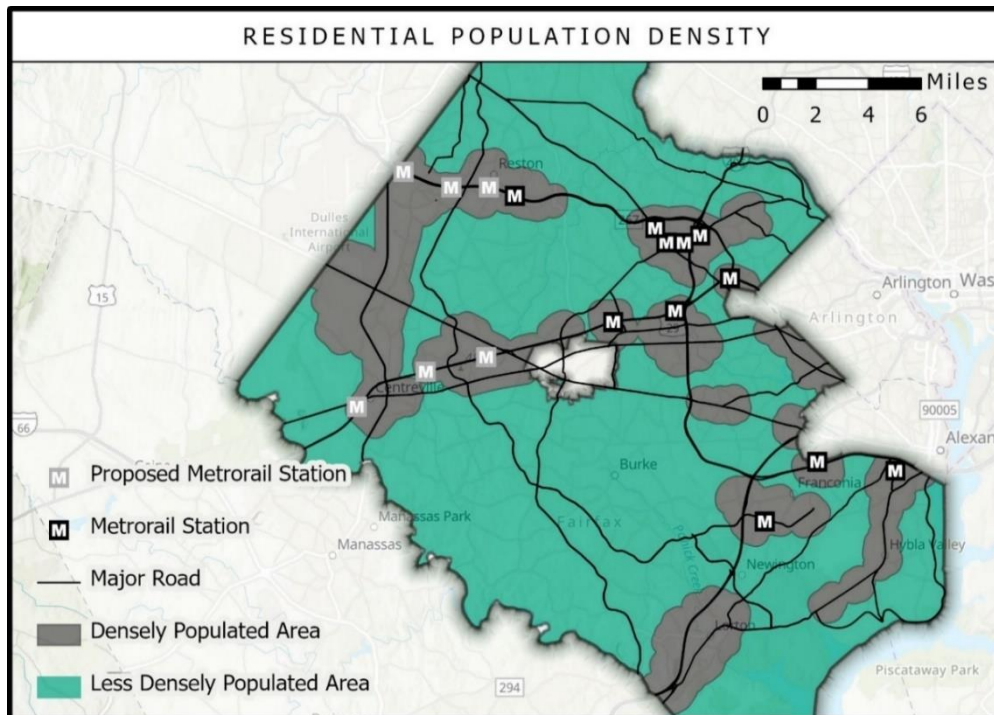 RESIDENTIAL POPULATION DENSITY
Miles
0 2 4 6
Reston
M
M
M
M
Dulles
International
Airport
M
M
M
M
M
15
Arlington
Was
Arlington
M
M
29
M
M
Centreville
M
90005
66
Alexan
Proposed Metrorail Station
M
Burke
M
M
Franconia
M
Metrorail Station
M
Manassas Park
Fairfax
M
Manassas
Hybla Valley
Major Road
Newington
Densely Populated Area
Lorton
Less Densely Populated Area
294
Piscataway Park